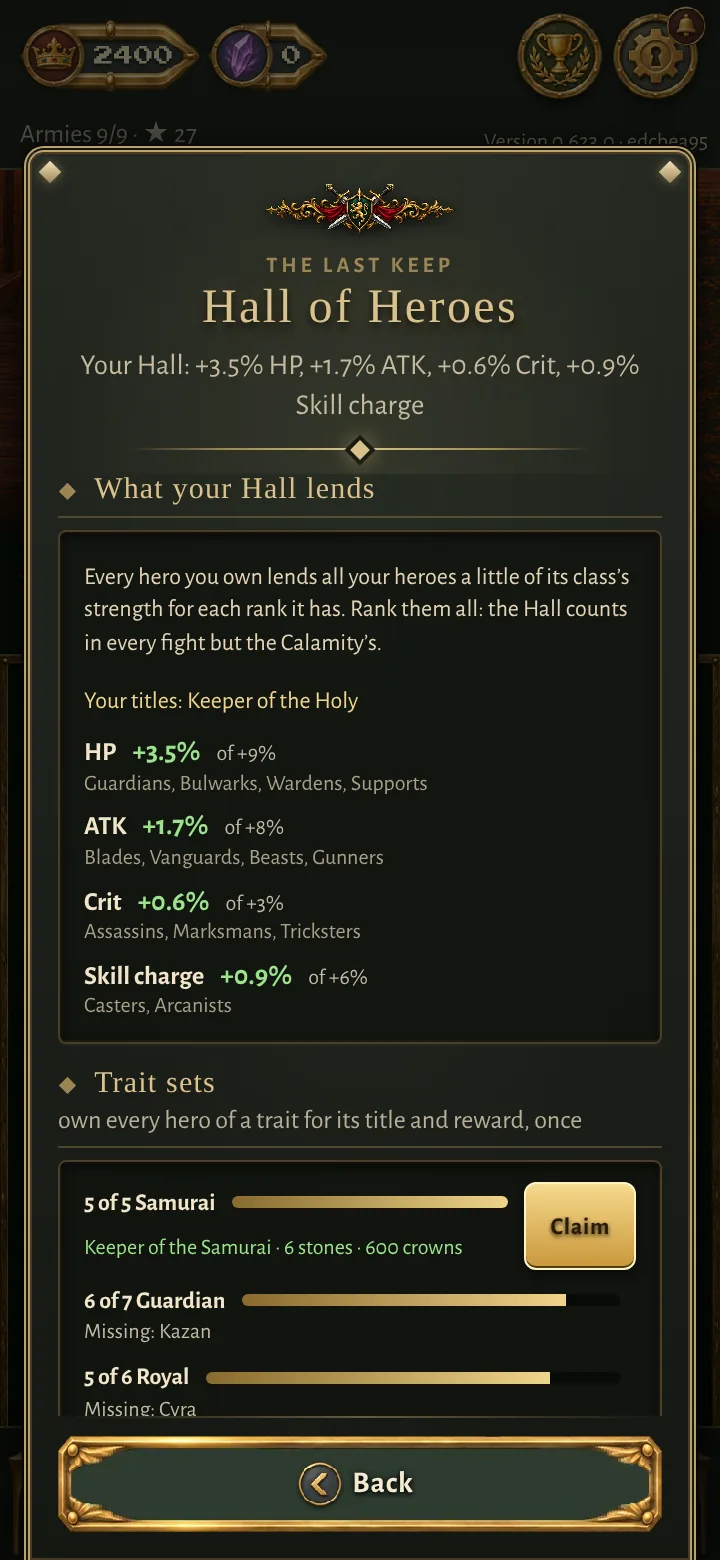 2400
0
Armies 9/9 · ★ 27
Version 0.623.0 · edchea95
THE LAST KEEP
Hall of Heroes
Your Hall: +3.5% HP, +1.7% ATK, +0.6% Crit, +0.9%
Skill charge
What your Hall lends
Every hero you own lends all your heroes a little of its class’s
strength for each rank it has. Rank them all: the Hall counts
in every fight but the Calamity’s.
Your titles: Keeper of the Holy
HP +3.5% of +9%
Guardians, Bulwarks, Wardens, Supports
ATK +1.7% of +8%
Blades, Vanguards, Beasts, Gunners
Crit +0.6% of +3%
Assassins, Marksmans, Tricksters
Skill charge +0.9% of +6%
Casters, Arcanists
Trait sets
own every hero of a trait for its title and reward, once
5 of 5 Samurai
Claim
Keeper of the Samurai · 6 stones · 600 crowns
6 of 7 Guardian
Missing: Kazan
5 of 6 Royal
Missing: Cyra
Back